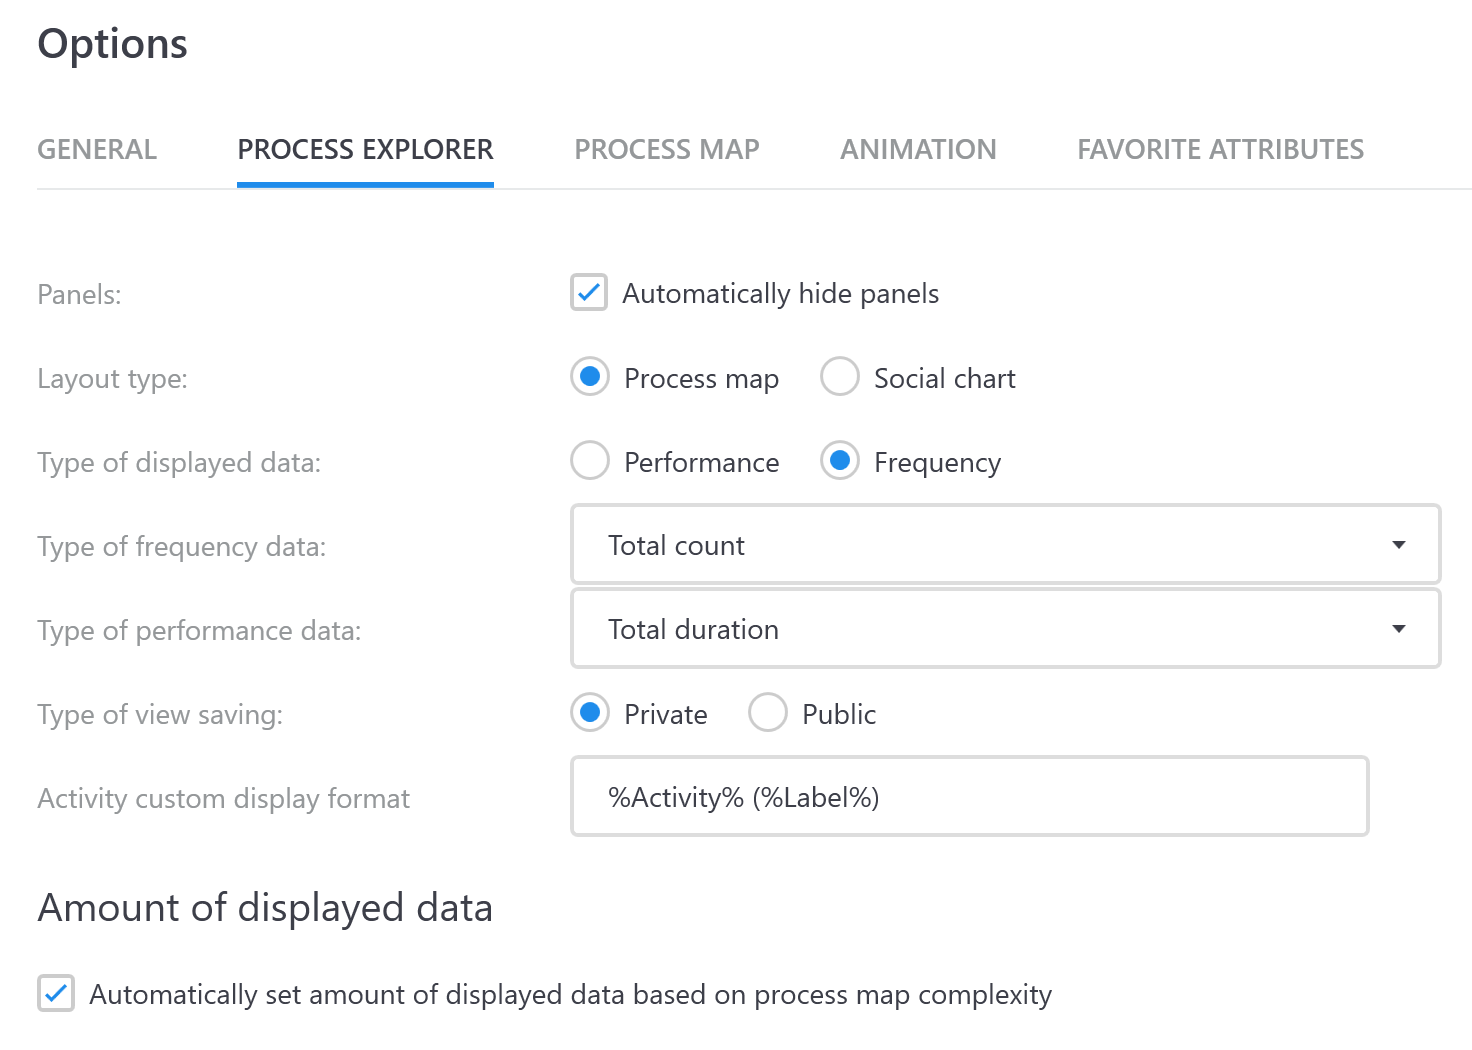 Options
GENERAL PROCESS EXPLORER PROCESS MAP ANIMATION FAVORITE ATTRIBUTES
Panels: Automatically hide panels
Layout type: Process map Social chart
Type of displayed data: Performance Frequency
Type of frequency data: Total count
Type of performance data: Total duration
Type of view saving: Private Public
Activity custom display format %Activity% (%Label%)
Amount of displayed data
Automatically set amount of displayed data based on process map complexity